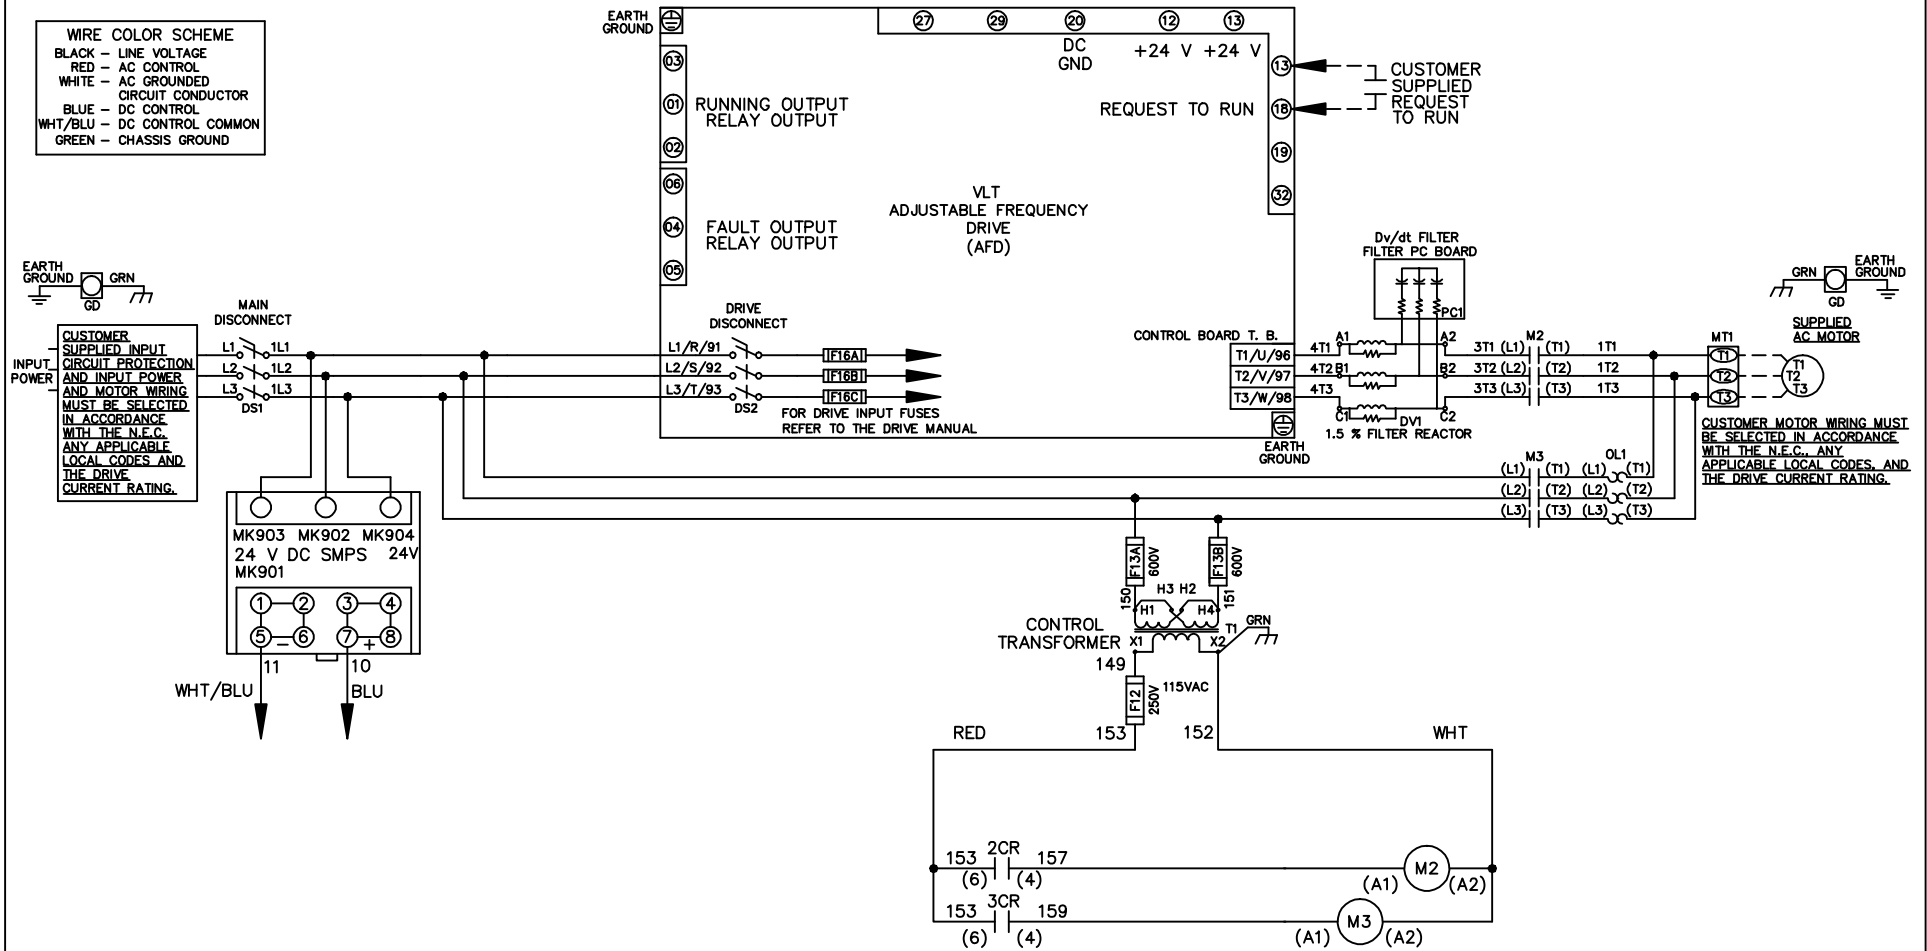 WIRE COLOR SCHEME
BLACK – LINE VOLTAGE
RED – AC CONTROL
WHITE – AC GROUNDED
CIRCUIT CONDUCTOR
BLUE – DC CONTROL
WHT/BLU – DC CONTROL COMMON
GREEN – CHASSIS GROUND
EARTH
GROUND
27 29 20 12 13
DC
GND
+24 V +24 V
03
01
02
RUNNING OUTPUT
RELAY OUTPUT
06
04
05
FAULT OUTPUT
RELAY OUTPUT
VLT
ADJUSTABLE FREQUENCY
DRIVE
(AFD)
REQUEST TO RUN
13
18
19
32
CUSTOMER
SUPPLIED
REQUEST
TO RUN
EARTH
GROUND
GRN
GD
INPUT
POWER
CUSTOMER
SUPPLIED INPUT
CIRCUIT PROTECTION
AND INPUT POWER
AND MOTOR WIRING
MUST BE SELECTED
IN ACCORDANCE
WITH THE N.E.C.
ANY APPLICABLE
LOCAL CODES AND
THE DRIVE
CURRENT RATING.
MAIN
DISCONNECT
L1 1L1
L2 1L2
L3 1L3
DS1
L1/R/91
L2/S/92
L3/T/93
DRIVE
DISCONNECT
DS2
F16A
F16B
F16C
FOR DRIVE INPUT FUSES
REFER TO THE DRIVE MANUAL
CONTROL BOARD T. B.
T1/U/96
T2/V/97
T3/W/98
EARTH
GROUND
4T1
4T2
4T3
A1 A2
B1 B2
C1 C2
DV1
1.5 % FILTER REACTOR
Dv/dt FILTER
FILTER PC BOARD
PC1
M2
3T1 (L1) (T1) 1T1
3T2 (L2) (T2) 1T2
3T3 (L3) (T3) 1T3
MT1
T1
T2
T3
GRN
GD
EARTH
GROUND
SUPPLIED
AC MOTOR
T1
T2
T3
CUSTOMER MOTOR WIRING MUST
BE SELECTED IN ACCORDANCE
WITH THE N.E.C., ANY
APPLICABLE LOCAL CODES, AND
THE DRIVE CURRENT RATING.
M3 OL1
(L1) (T1) (L1) (T1)
(L2) (T2) (L2) (T2)
(L3) (T3) (L3) (T3)
MK903 MK902 MK904
24 V DC SMPS 24V
MK901
1 2 3 4
5 – 6 7 + 8
11 10
WHT/BLU BLU
F13A 600V
F13B 600V
150 151
H3 H2
H1 H4
CONTROL
TRANSFORMER
T1
GRN
X1 X2
149
F12 250V
115VAC
153 152
RED WHT
153 2CR 157
(6) (4)
M2
(A1) (A2)
153 3CR 159
(6) (4)
M3
(A1) (A2)